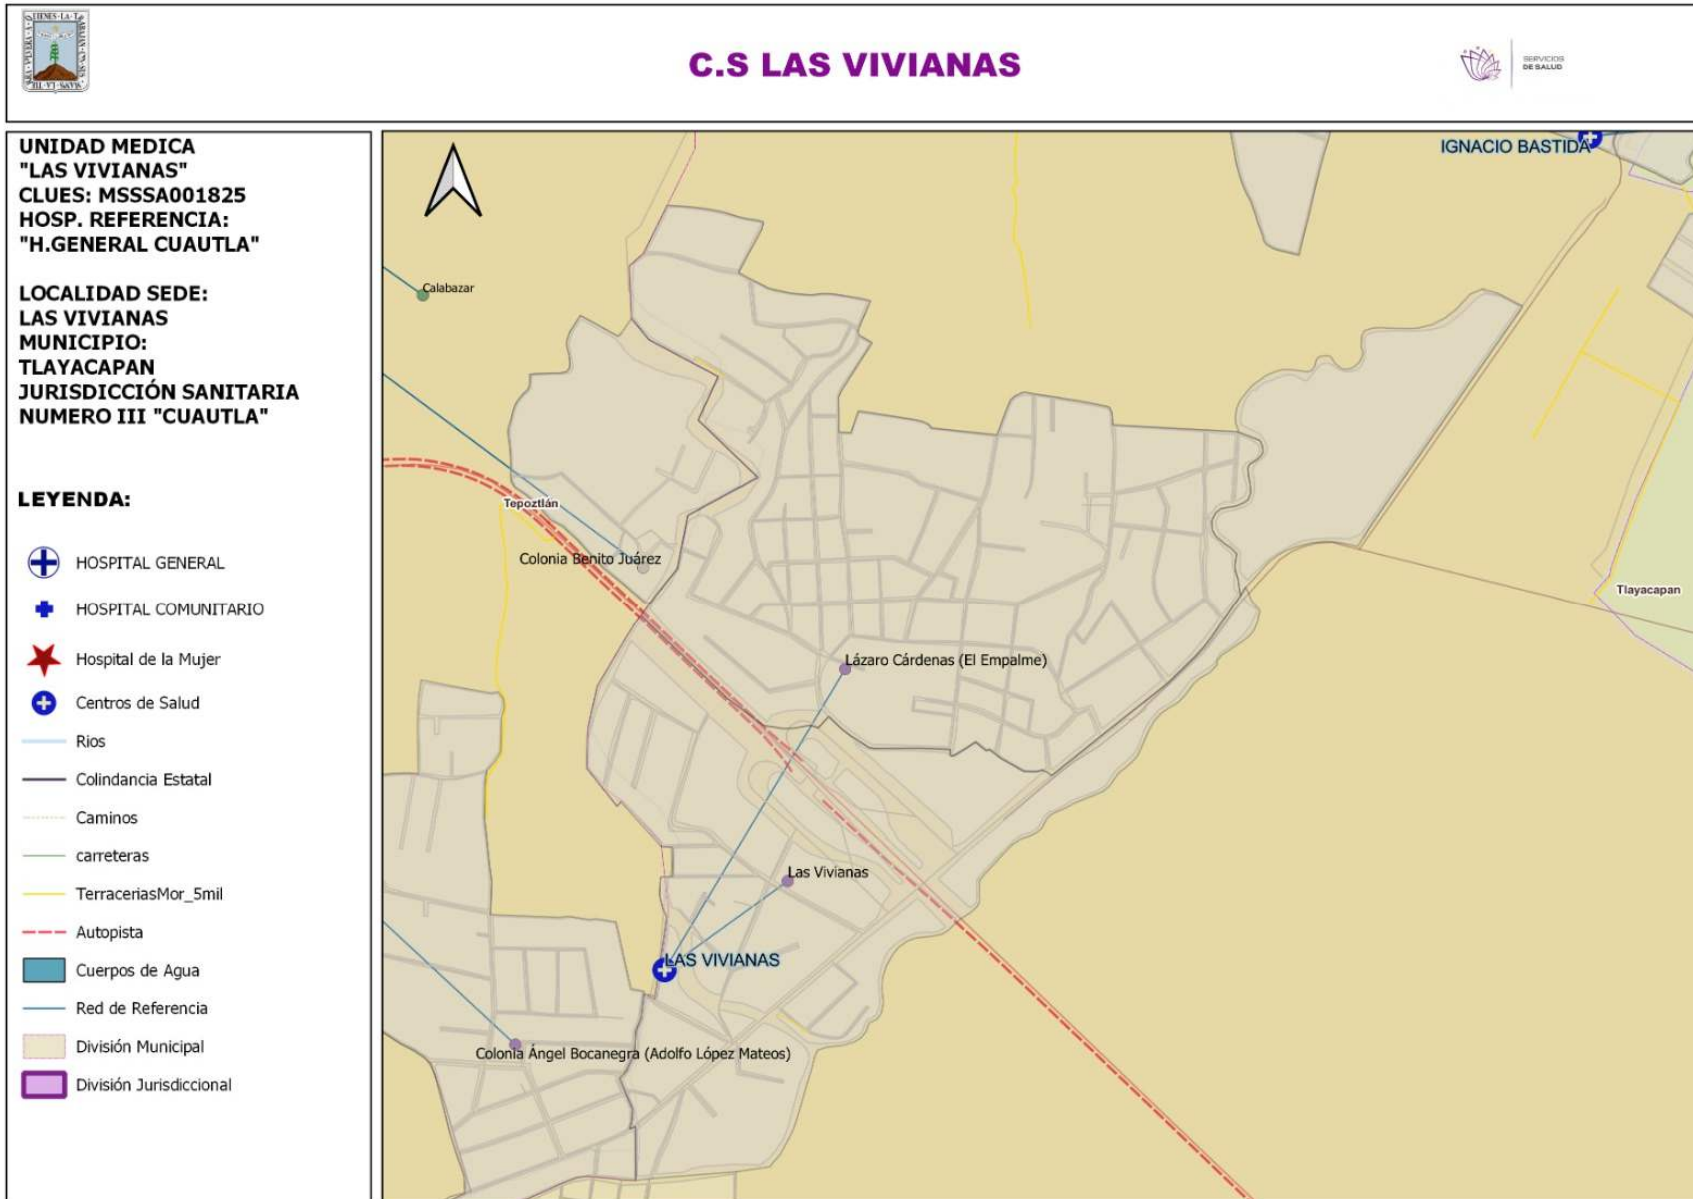 C.S LAS VIVIANAS
SERVICIOS
DE SALUD
UNIDAD MEDICA
"LAS VIVIANAS"
CLUES: MSSSA001825
HOSP. REFERENCIA:
"H.GENERAL CUAUTLA"
LOCALIDAD SEDE:
LAS VIVIANAS
MUNICIPIO:
TLAYACAPAN
JURISDICCIÓN SANITARIA
NUMERO III "CUAUTLA"
LEYENDA:
HOSPITAL GENERAL
HOSPITAL COMUNITARIO
Hospital de la Mujer
Centros de Salud
Rios
Colindancia Estatal
Caminos
carreteras
TerraceriasMor_5mil
Autopista
Cuerpos de Agua
Red de Referencia
División Municipal
División Jurisdiccional
IGNACIO BASTIDA
Calabazar
Tepoztlán
Colonia Benito Juárez
Tlayacapan
Lázaro Cárdenas (El Empalme)
Las Vivianas
LAS VIVIANAS
Colonia Ángel Bocanegra (Adolfo López Mateos)